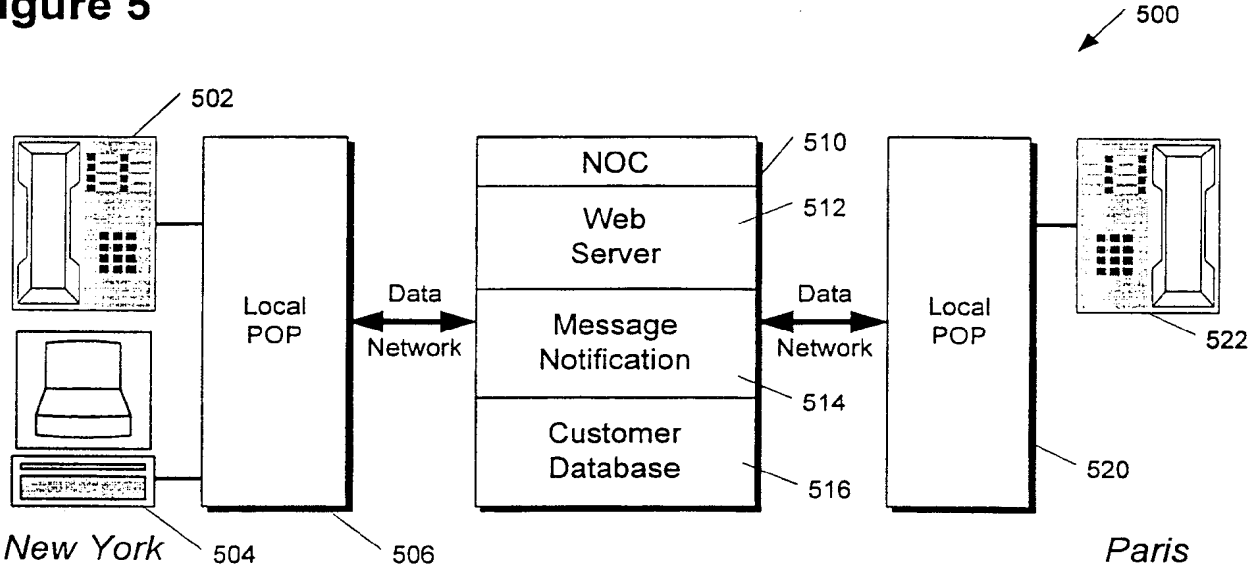 Figure 5
500
502
NOC
510
Web
Server
512
Local
POP
Data
Network
Message
Notification
514
Data
Network
Local
POP
522
Customer
Database
516
520
New York
504
506
Paris